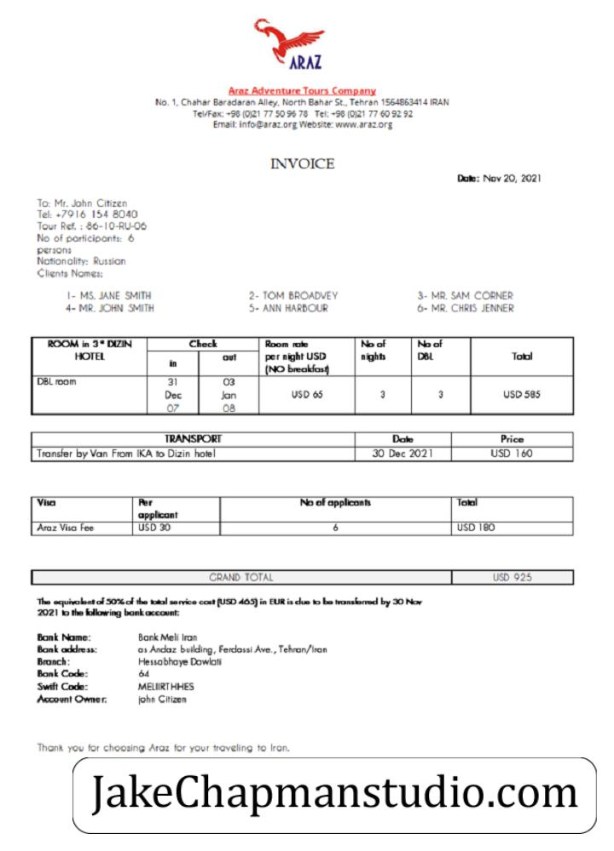 ARAZ
Araz Adventure Tours Company
No. 1, Chahar Baradaran Alley, North Bahar St., Tehran 1564863414 IRAN
Tel/Fax: +98 (0)21 77 50 96 78 Tel: +98 (0)21 77 60 92 92
Email: info@araz.org Website: www.araz.org
INVOICE
Date: Nov 20, 2021
To: Mr. John Citizen
Tel: +7916 154 8040
Tour Ref. : 86-10-RU-06
No of participants: 6
persons
Nationality: Russian
Clients Names:
1- MS. JANE SMITH 2- TOM BROADVEY 3- MR. SAM CORNER
4- MR. JOHN SMITH 5- ANN HARBOUR 6- MR. CHRIS JENNER
ROOM in 3* DIZIN HOTEL Check in out Room rate per night USD (NO breakfast) No of nights No of DBL Total
DBL room 31 Dec 07 03 Jan 08 USD 65 3 3 USD 585
TRANSPORT Date Price
Transfer by Van From IKA to Dizin hotel 30 Dec 2021 USD 160
Visa Per applicant No of applicants Total
Araz Visa Fee USD 30 6 USD 180
GRAND TOTAL USD 925
The equivalent of 50% of the total service cost (USD 465) in EUR is due to be transferred by 30 Nov
2021 to the following bank account:
Bank Name: Bank Meli Iran
Bank address: os Andaz building, Ferdassi Ave., Tehran/Iran
Branch: Hessabhaye Dowlati
Bank Code: 64
Swift Code: MELIIRTHHES
Account Owner: john Citizen
Thank you for choosing Araz for your traveling to Iran.
JakeChapmanstudio.com